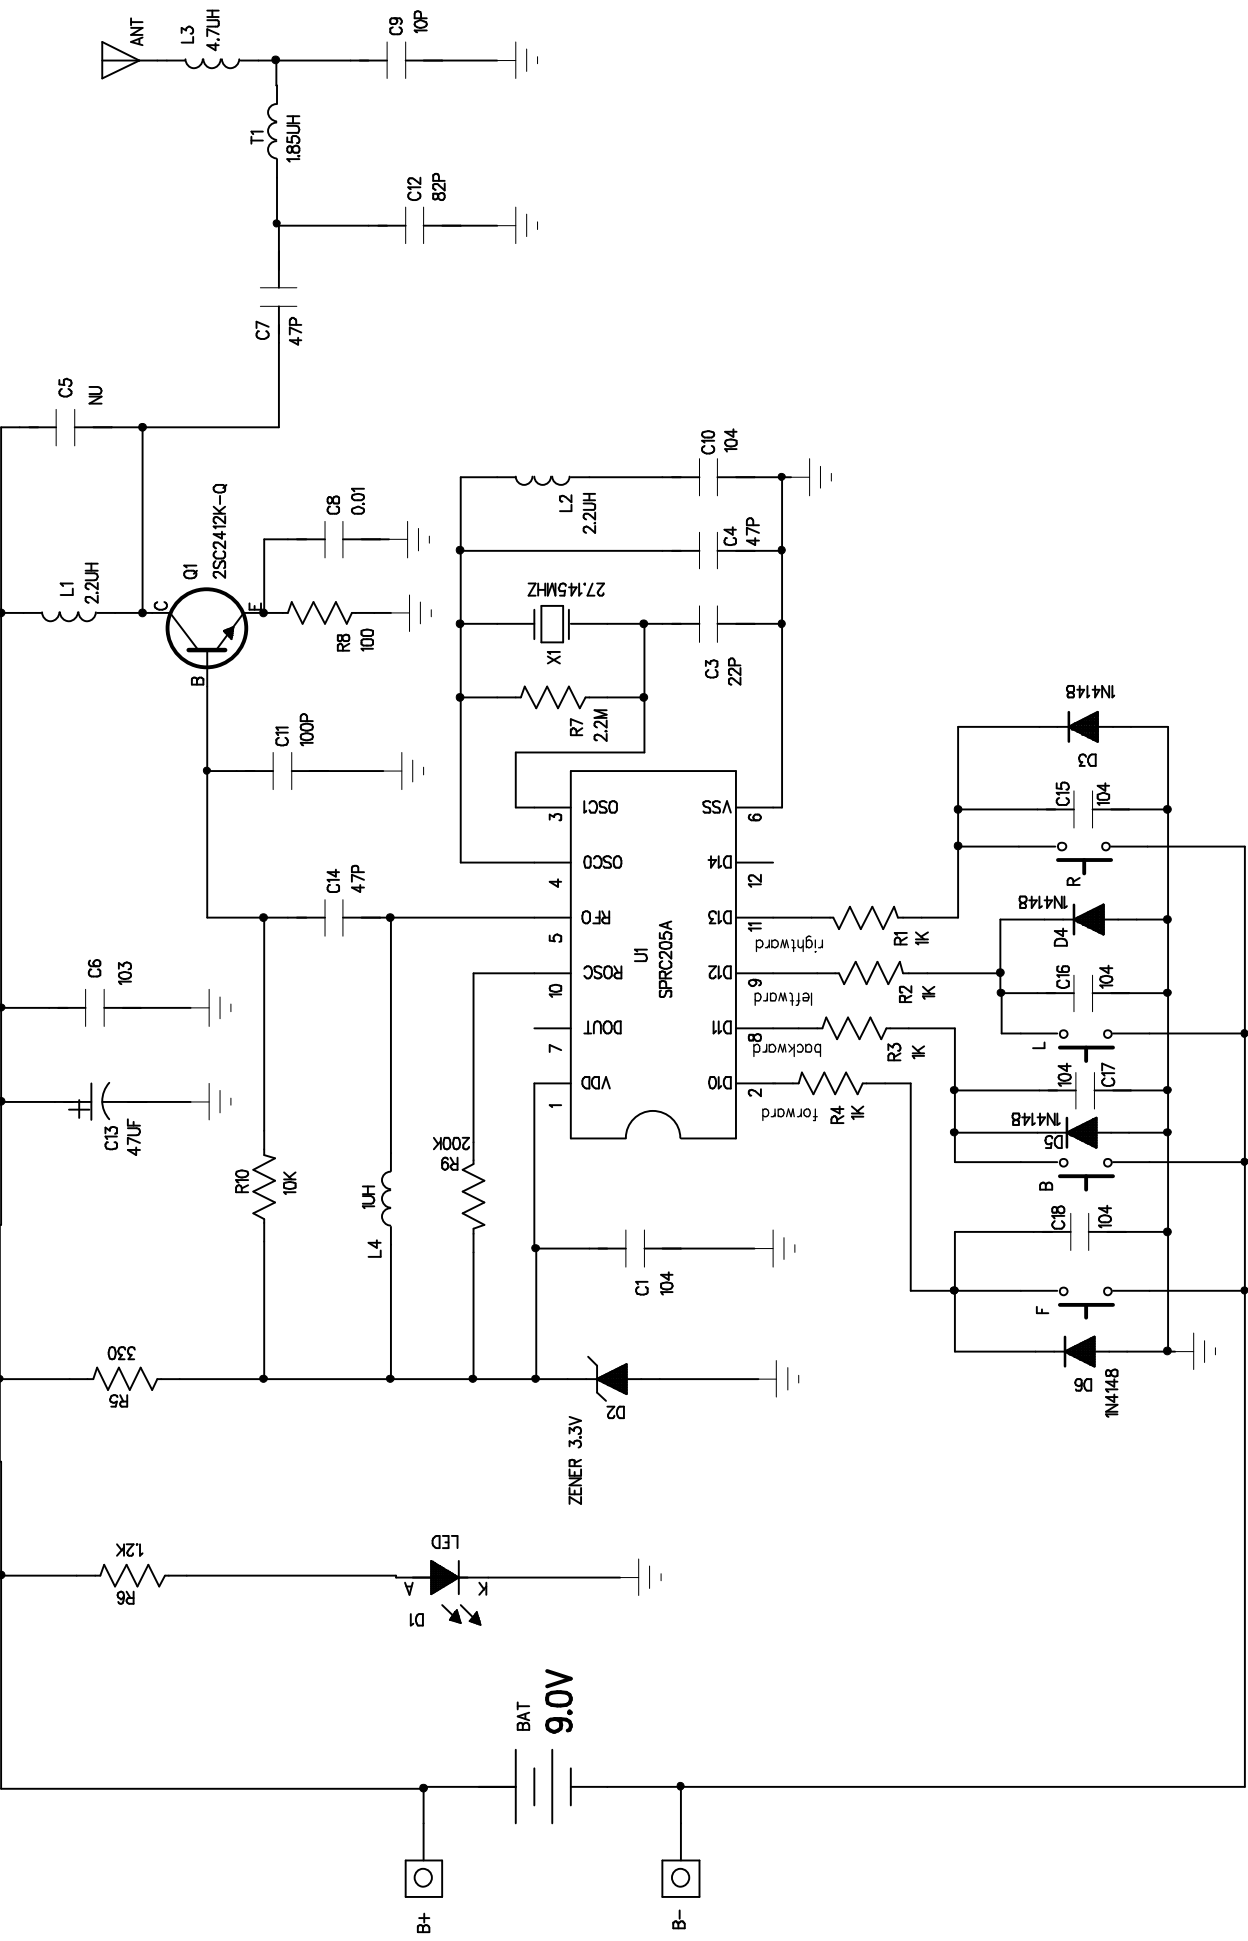 ANT
L3
4.7UH
C9
10P
T1
1.85UH
C12
82P
C7
47P
C5
NU
L1
2.2UH
Q1
2SC2412K-Q
C
B
E
C8
0.01
R8
100
C11
100P
L2
2.2UH
C10
104
C4
47P
X1
27.145MHZ
C3
22P
R7
2.2M
C14
47P
C6
103
C13
47UF
R10
10K
L4
1UH
R9
200K
U1
SPRC205A
3
OSC1
4
OSC0
5
RFO
10
ROSC
7
DOUT
1
VDD
VSS
6
D14
12
D13
11
rightward
D12
9
leftward
D11
8
backward
D10
2
forward
R1
1K
R2
1K
R3
1K
R4
1K
D3
1N4148
C15
104
R
D4
1N4148
C16
104
L
C17
104
D5
1N4148
B
C18
104
F
D6
1N4148
C1
104
R5
330
D2
ZENER 3.3V
R6
1.2K
D1
LED
A
K
BAT
9.0V
B+
B-